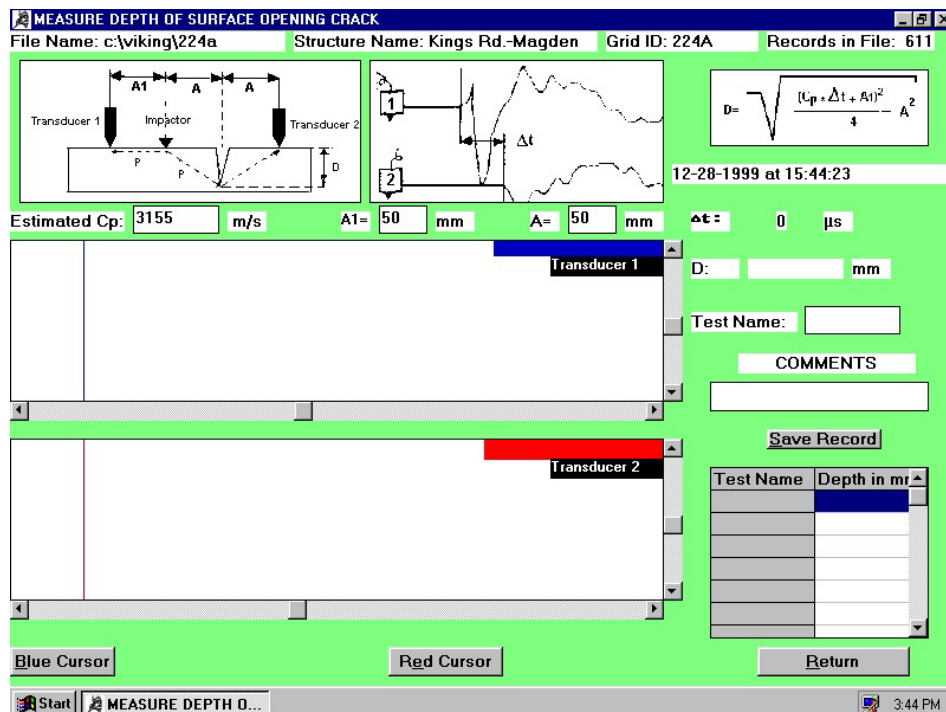 MEASURE DEPTH OF SURFACE OPENING CRACK
File Name: c:\viking\224a Structure Name: Kings Rd.-Magden Grid ID: 224A Records in File: 611
A1 A A
Transducer 1 Impactor Transducer 2
P P D
1
Δt
2
D= √ (Cp * Δt + A1)² / 4 - A²
12-28-1999 at 15:44:23
Estimated Cp: 3155 m/s A1= 50 mm A= 50 mm Δt: 0 µs
Transducer 1
D: mm
Test Name:
COMMENTS
Save Record
Transducer 2
Test Name Depth in mr
Blue Cursor Red Cursor Return
Start MEASURE DEPTH O... 3:44 PM